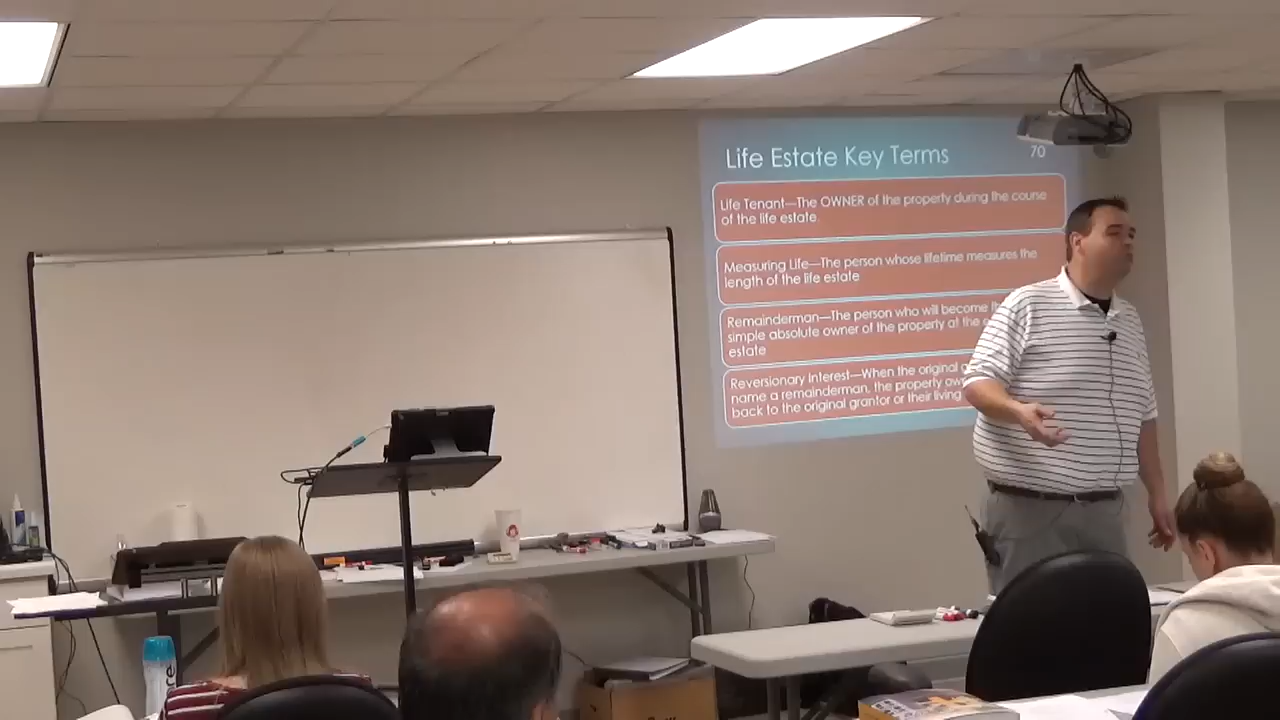 Life Estate Key Terms
70
Life Tenant—The OWNER of the property during the course
of the life estate
Measuring Life—The person whose lifetime measures the
length of the life estate
Remainderman—The person who will become
simple absolute owner of the property at the
estate
Reversionary Interest—When the original
name a remainderman, the property
back to the original grantor or their living